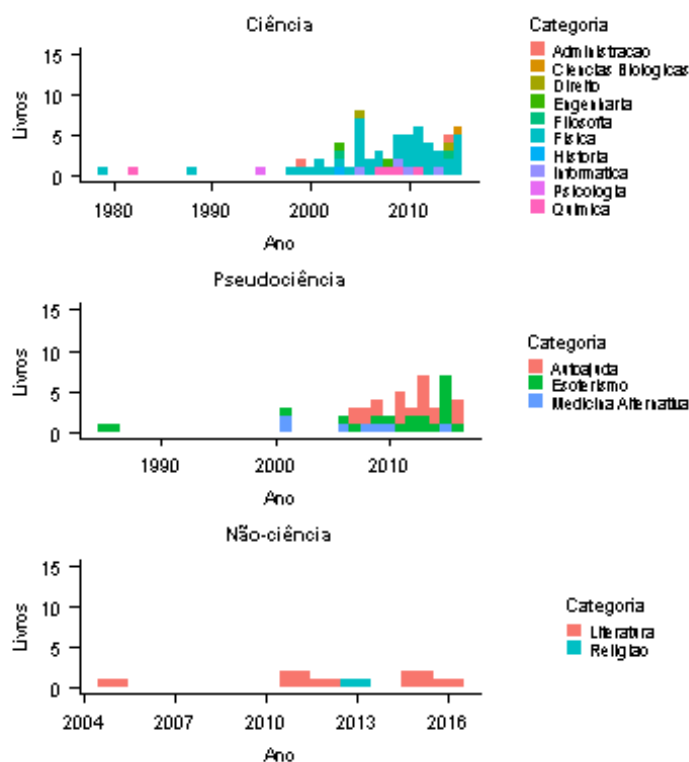 Ciência
Livros
15
10
5
0
1980
1990
2000
2010
Ano
Categoria
Administracao
Ciencias Biologicas
Direito
Engenharia
Filosofia
Fisica
Historia
Informatica
Psicologia
Quimica
Pseudociência
Livros
15
10
5
0
1990
2000
2010
Ano
Categoria
Autoajuda
Esoterismo
Medicina Alternativa
Não-ciência
Livros
15
10
5
0
2004
2007
2010
2013
2016
Ano
Categoria
Literatura
Religiao